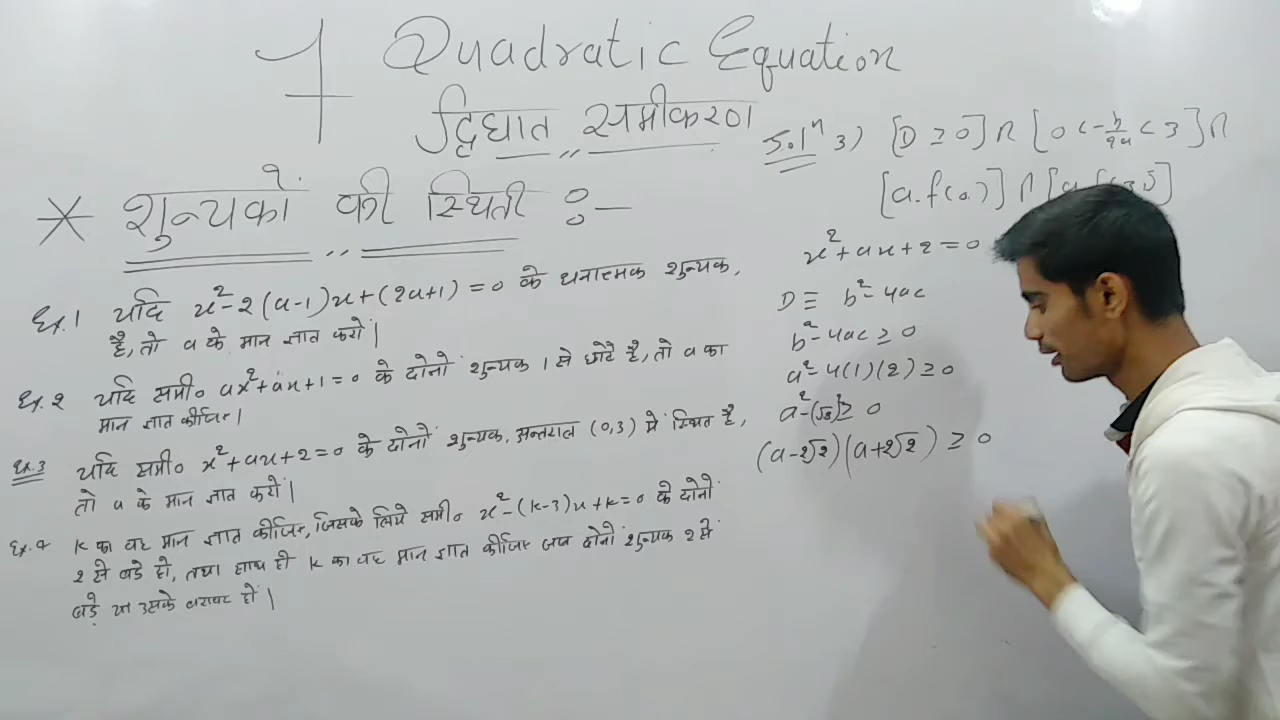 Quadratic Equation
द्विघात समीकरण
* शुन्यकों की स्थिती :-
Ex.1 यदि x²-2(a-1)x+(2a+1)=0 के धनात्मक शुन्यक,
है, तो a के मान ज्ञात करो|
Ex.2 यदि समी० ax²+ax+1=0 के दोनों शुन्यक 1 से छोटे है, तो a का
मान ज्ञात कीजिए|
Ex.3 यदि समी० x²+ax+2=0 के दोनों शुन्यक, अन्तराल (0,3) में स्थित है,
तो a के मान ज्ञात करो|
Ex.4 K का वह मान ज्ञात कीजिए, जिसके लिये समी० x²-(K-3)x+K=0 के दोनों
2 से बड़े हो, तथा साथ ही K का वह मान ज्ञात कीजिए जब दोनों शुन्यक 2 से
बड़े या उसके बराबर हों|
Solⁿ 3) [D≥0]∩[0<-b/2a<3]∩
[a.f(0)]∩
x²+ax+2=0
D≡ b²-4ac
b²-4ac≥0
a²-4(1)(2)≥0
a²-(√8)²≥0
(a-2√2)(a+2√2)≥0